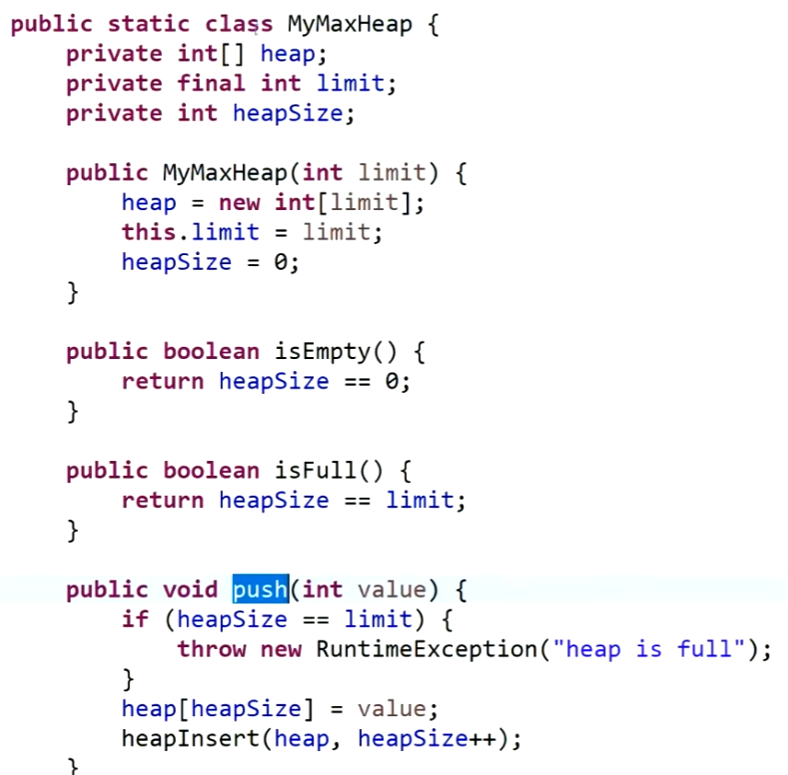 public static class MyMaxHeap {
    private int[] heap;
    private final int limit;
    private int heapSize;

    public MyMaxHeap(int limit) {
        heap = new int[limit];
        this.limit = limit;
        heapSize = 0;
    }

    public boolean isEmpty() {
        return heapSize == 0;
    }

    public boolean isFull() {
        return heapSize == limit;
    }

    public void push(int value) {
        if (heapSize == limit) {
            throw new RuntimeException("heap is full");
        }
        heap[heapSize] = value;
        heapInsert(heap, heapSize++);
    }